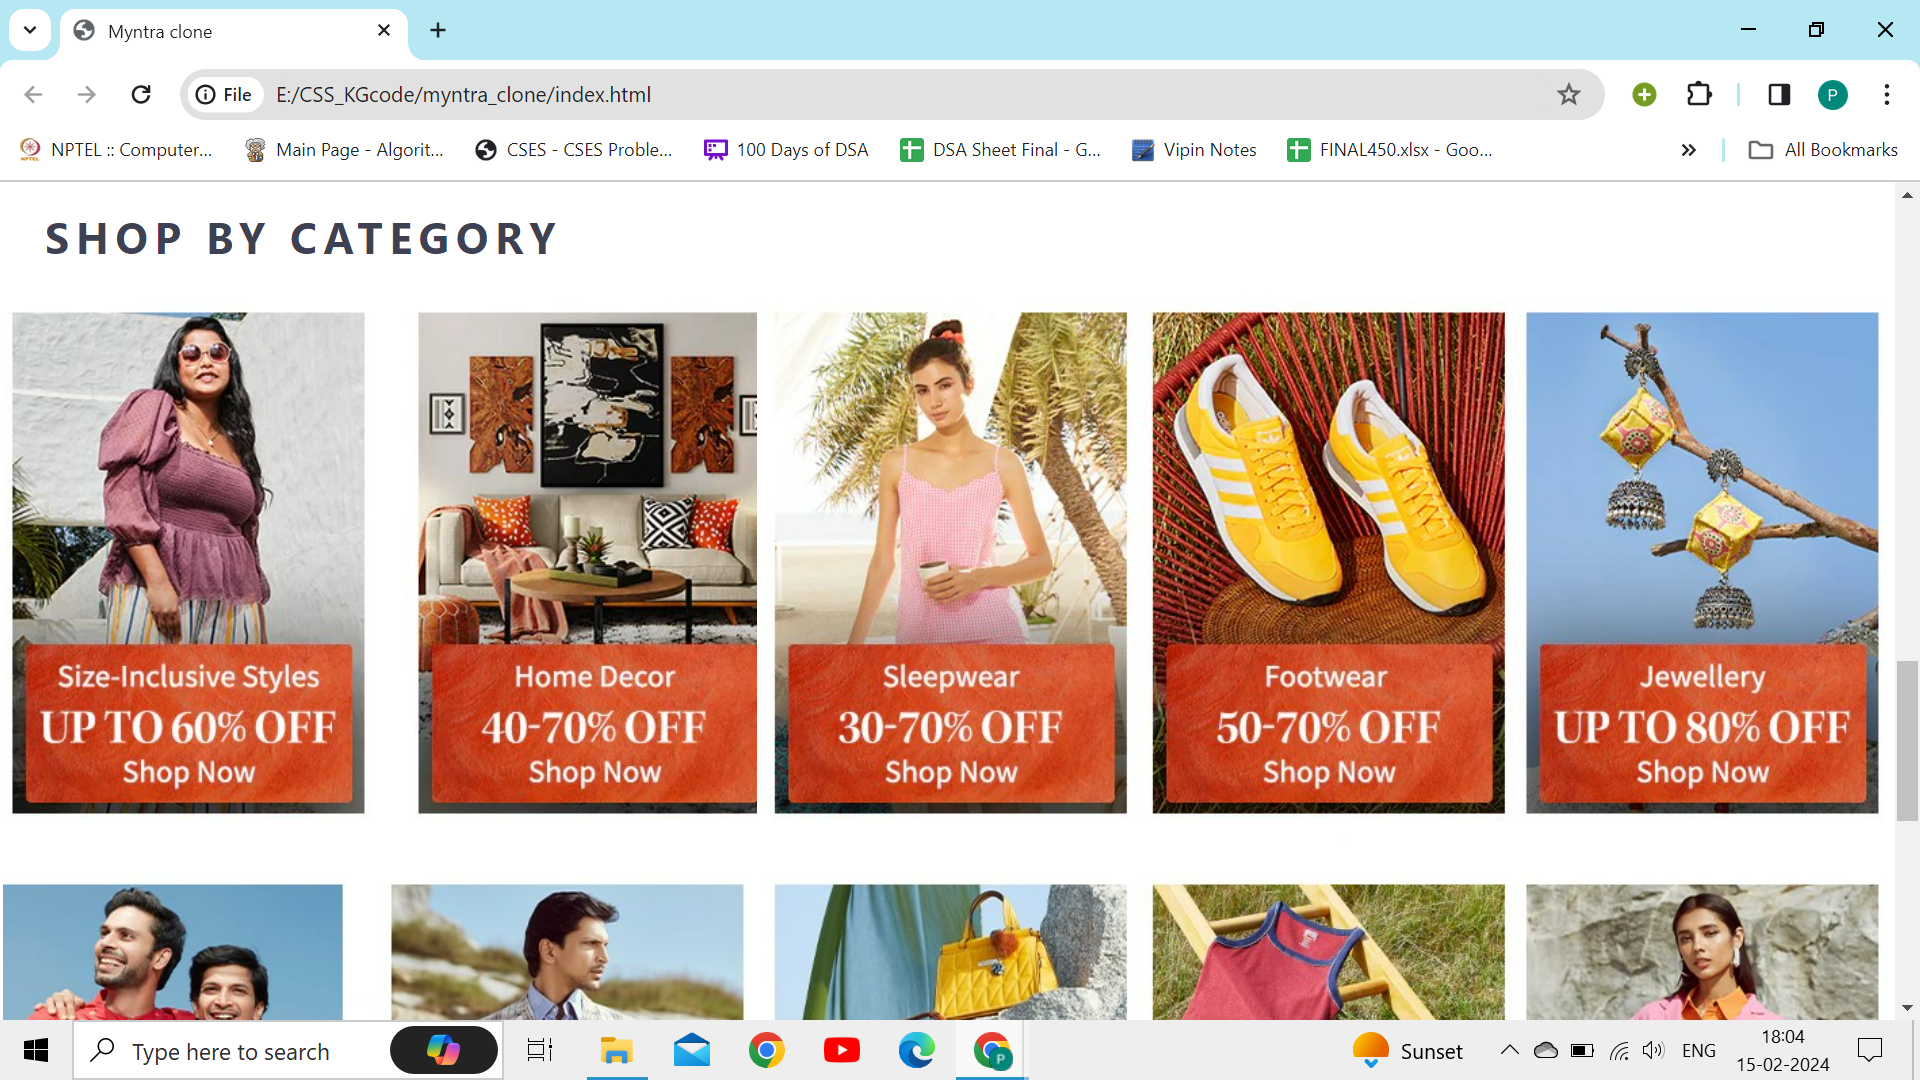 Myntra clone
File E:/CSS_KGcode/myntra_clone/index.html P
NPTEL :: Computer... Main Page - Algorit... CSES - CSES Proble... 100 Days of DSA DSA Sheet Final - G... Vipin Notes FINAL450.xlsx - Goo... » All Bookmarks
SHOP BY CATEGORY
Size-Inclusive Styles
UP TO 60% OFF
Shop Now
Home Decor
40-70% OFF
Shop Now
Sleepwear
30-70% OFF
Shop Now
Footwear
50-70% OFF
Shop Now
Jewellery
UP TO 80% OFF
Shop Now
Type here to search P Sunset ENG 18:04
15-02-2024